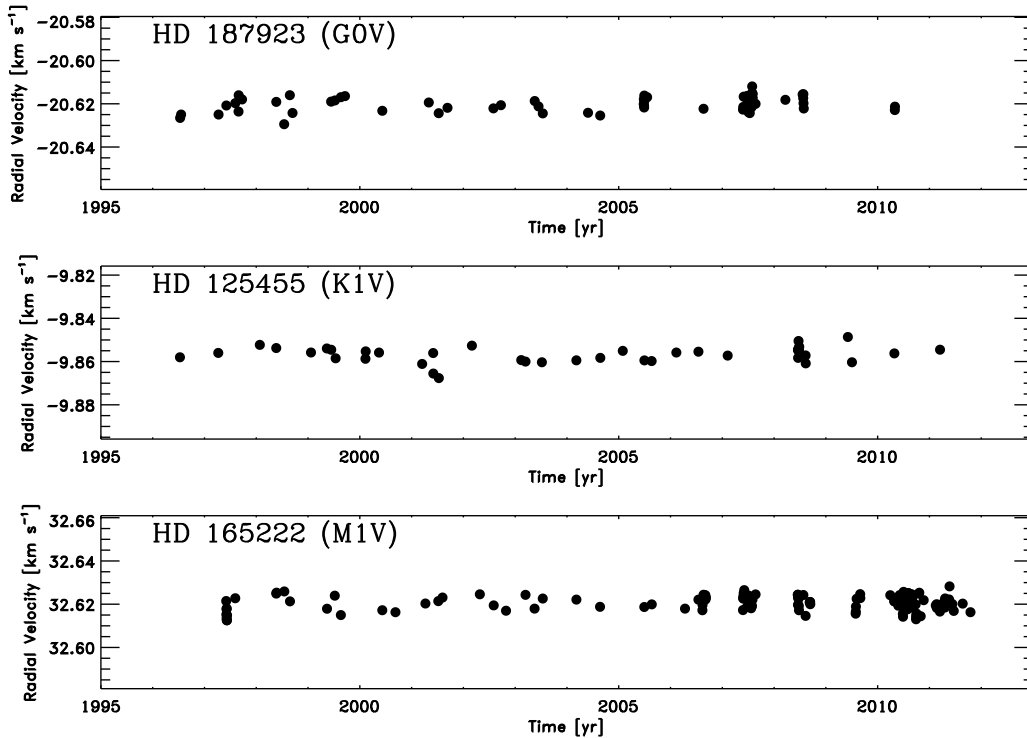 HD 187923 (G0V)
Radial Velocity [km s⁻¹]
-20.58
-20.60
-20.62
-20.64
1995 2000 2005 2010
Time [yr]
HD 125455 (K1V)
Radial Velocity [km s⁻¹]
-9.82
-9.84
-9.86
-9.88
1995 2000 2005 2010
Time [yr]
HD 165222 (M1V)
Radial Velocity [km s⁻¹]
32.66
32.64
32.62
32.60
1995 2000 2005 2010
Time [yr]